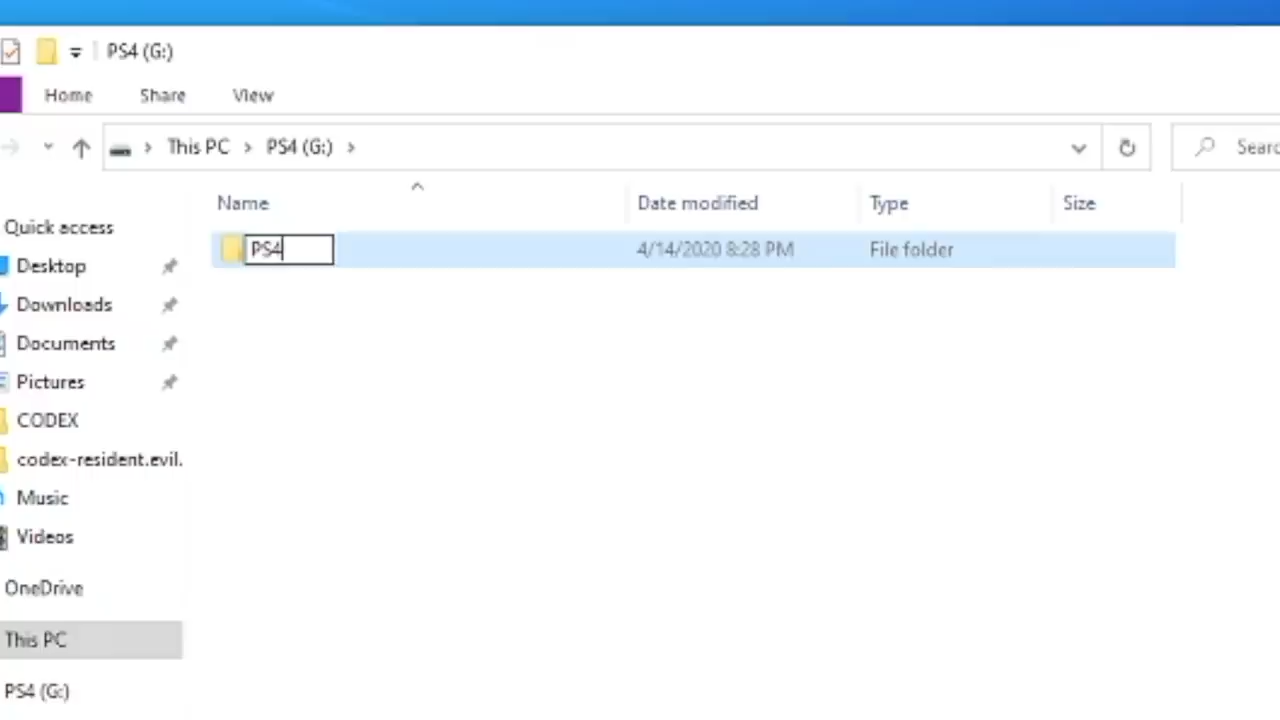 PS4 (G:)
Home Share View
This PC PS4 (G:) Searc
Name Date modified Type Size
PS4 4/14/2020 8:28 PM File folder
Quick access
Desktop
Downloads
Documents
Pictures
CODEX
codex-resident.evil.
Music
Videos
OneDrive
This PC
PS4 (G:)